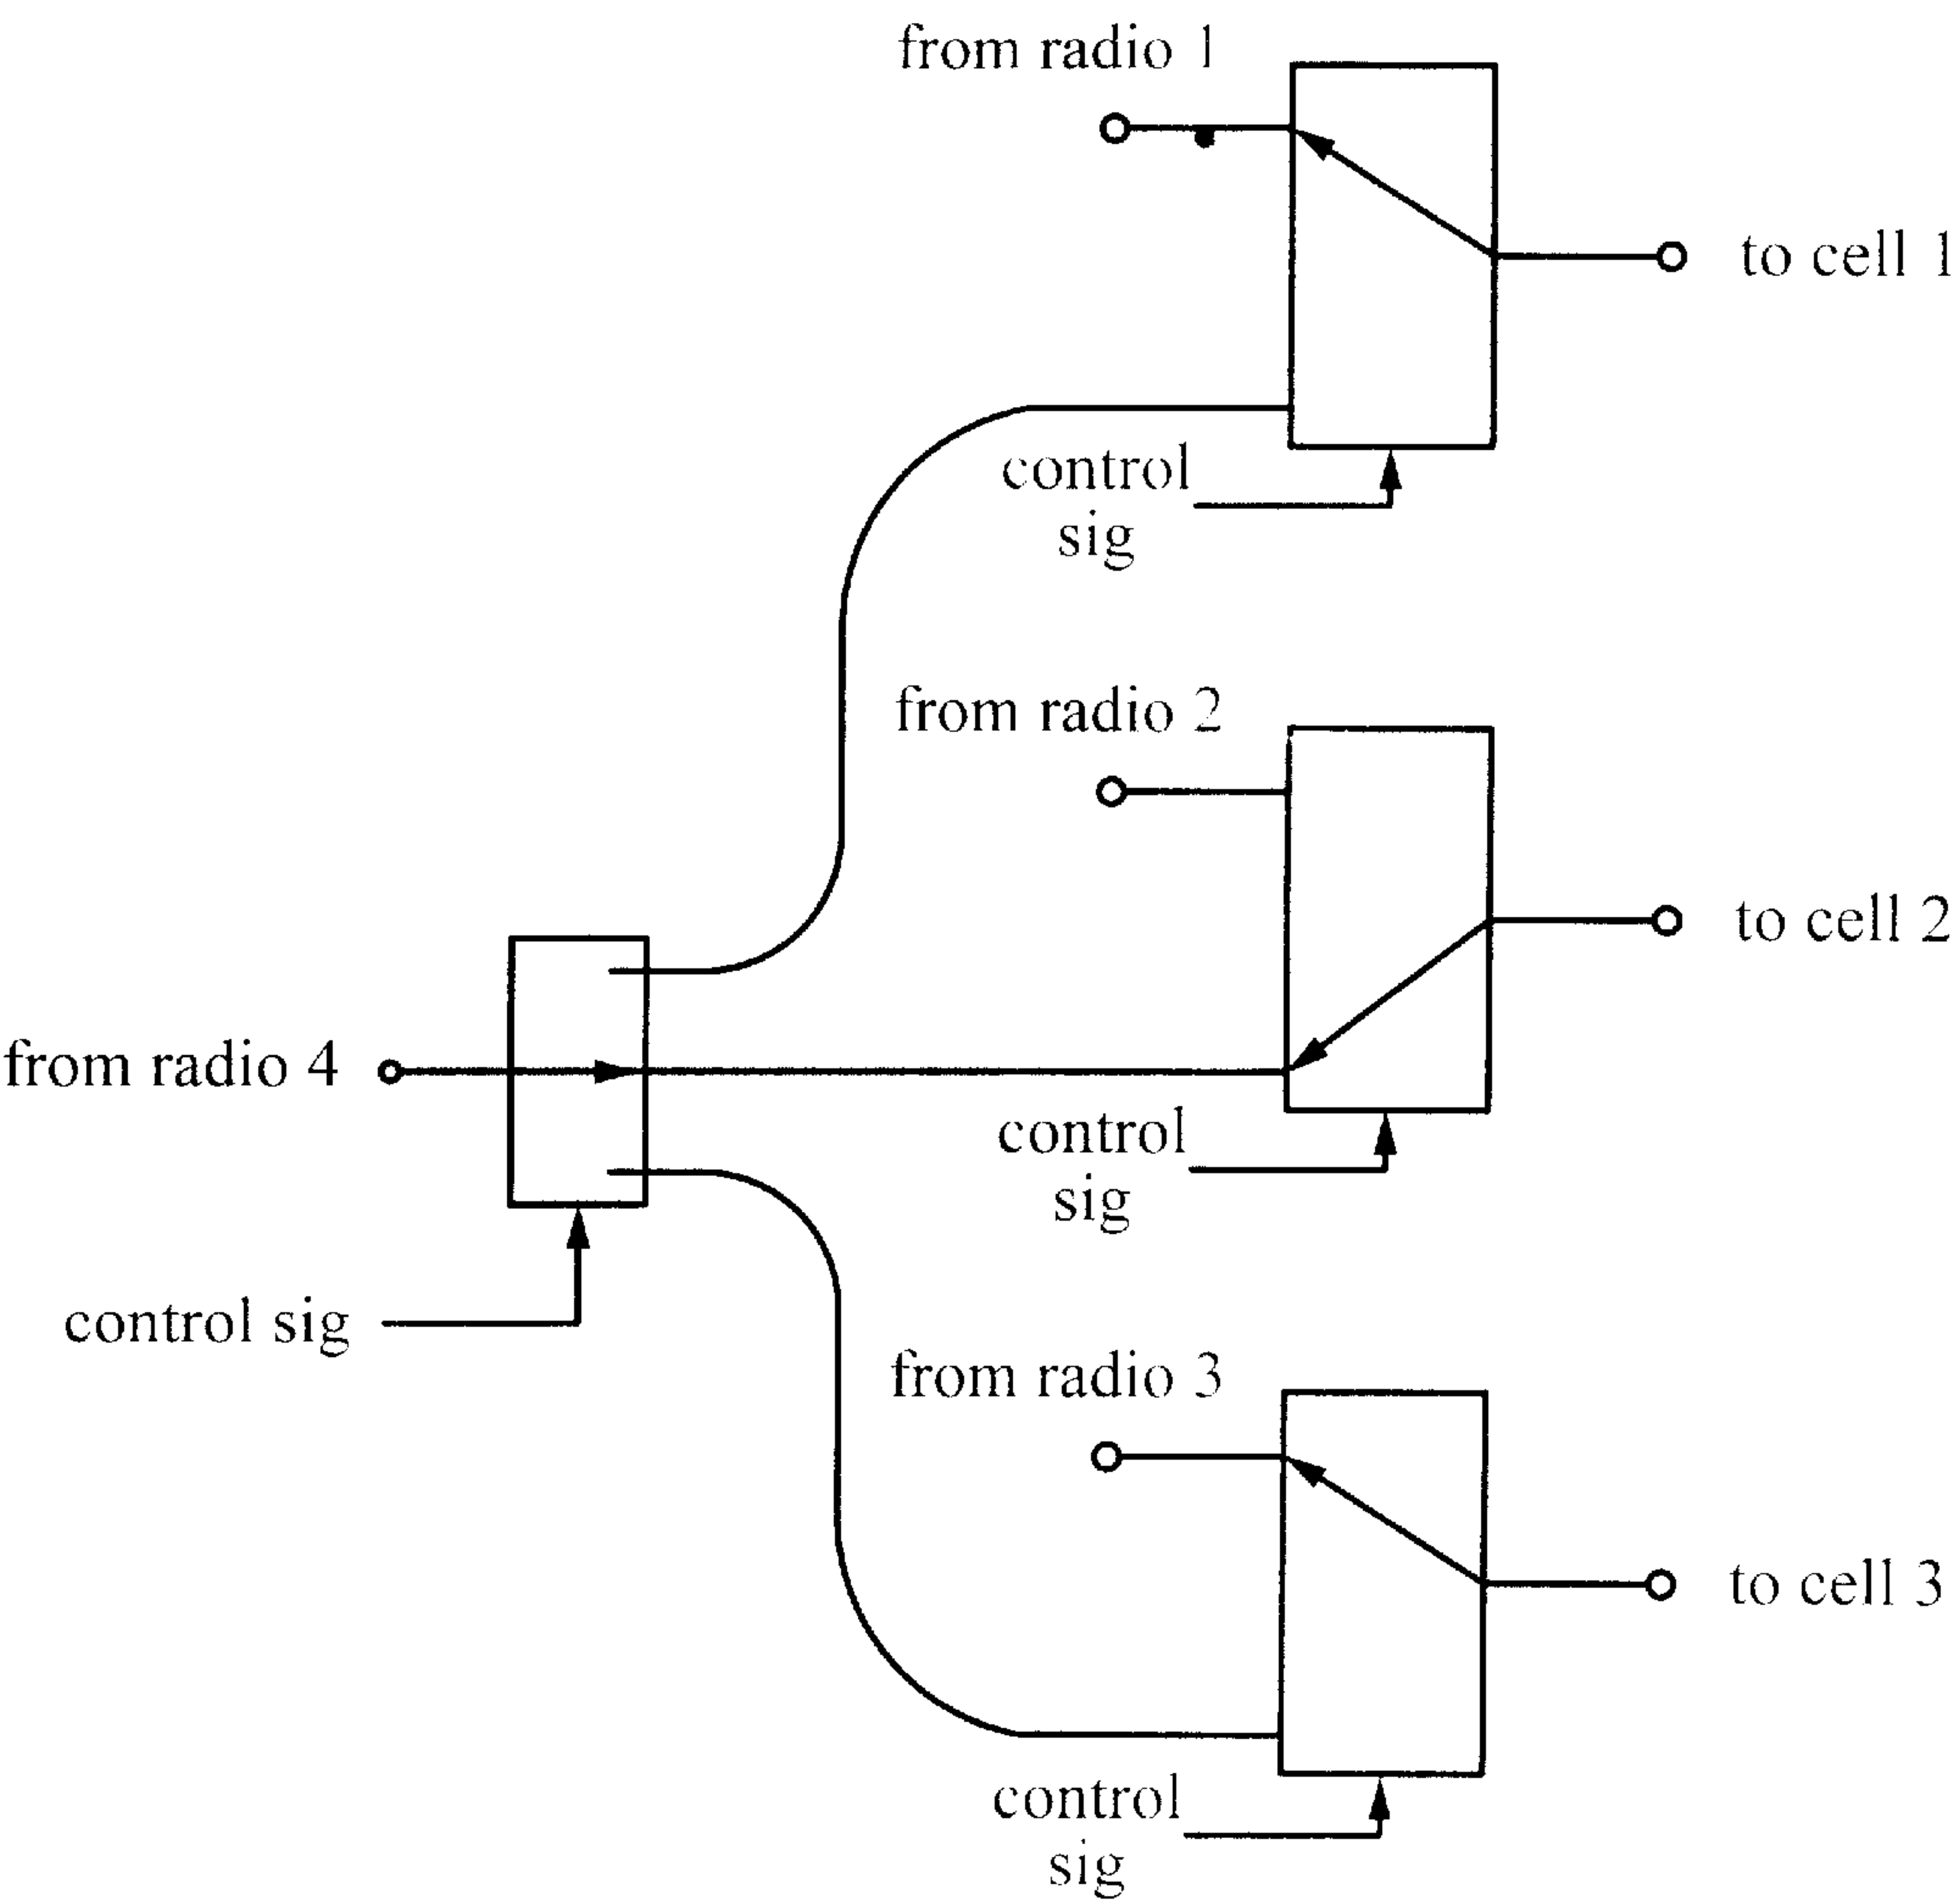 from radio 1
to cell 1
control
sig
from radio 2
to cell 2
from radio 4
control
sig
control sig
from radio 3
to cell 3
control
sig